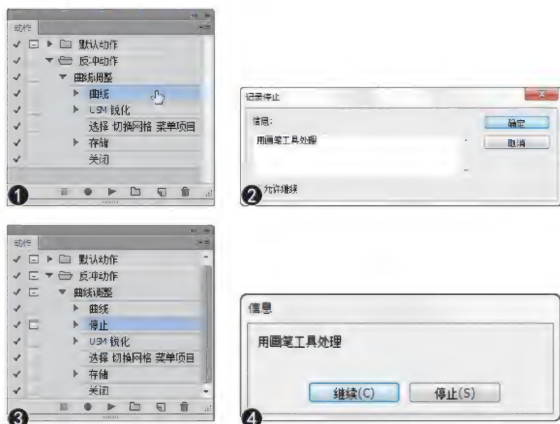 动作
默认动作
反冲动作
曲线调整
曲线
USM 锐化
选择 切换网格 菜单项目
存储
关闭
1
记录停止
信息:
用画笔工具处理
确定
取消
允许继续
2
动作
默认动作
反冲动作
曲线调整
曲线
停止
USM 锐化
选择 切换网格 菜单项目
存储
关闭
3
信息
用画笔工具处理
继续(C)
停止(S)
4